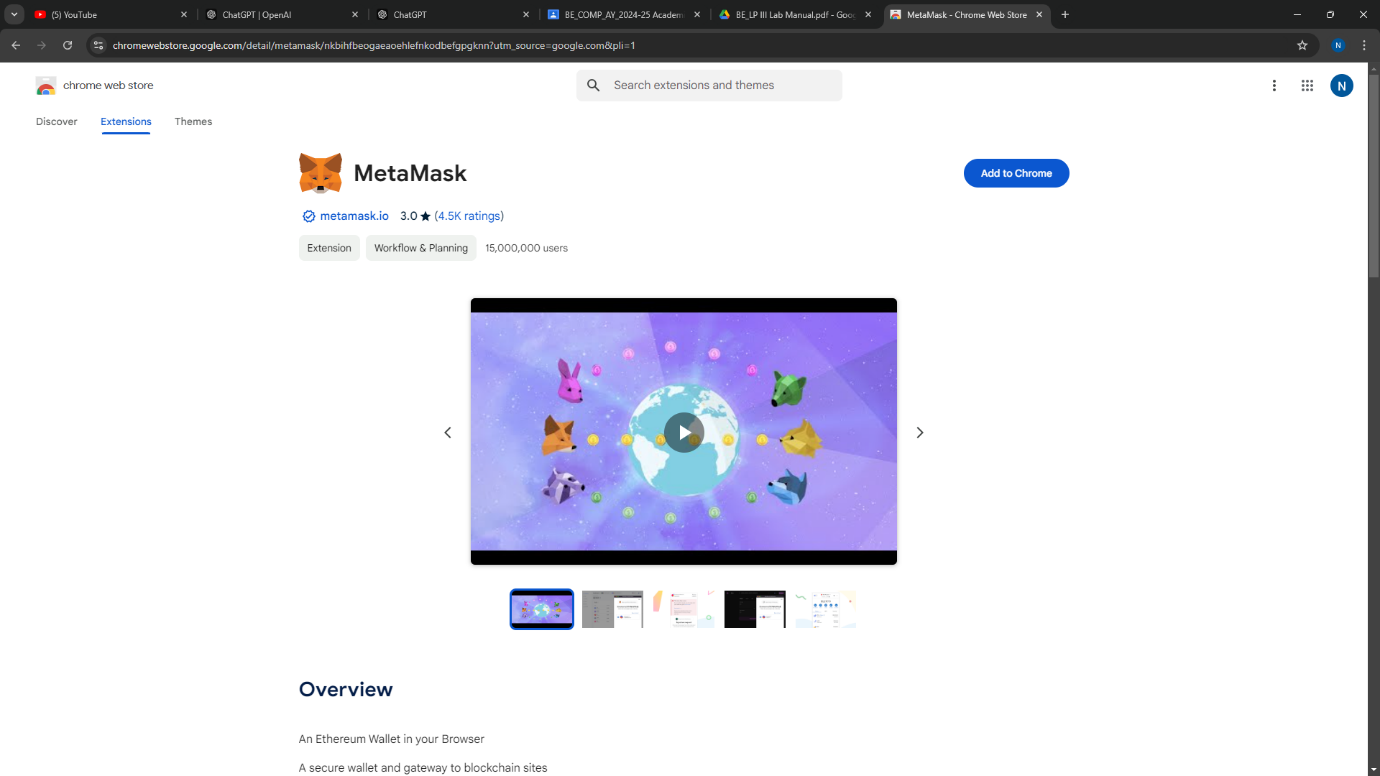 (5) YouTube
ChatGPT | OpenAI
ChatGPT
BE_COMP_AY_2024-25 Academ
BE_LP III Lab Manual.pdf - Goog
MetaMask - Chrome Web Store
chromewebstore.google.com/detail/metamask/nkbihfbeogaeaoehlefnkodbefgpgknn?utm_source=google.com&pli=1
N
chrome web store
Search extensions and themes
N
Discover
Extensions
Themes
MetaMask
Add to Chrome
metamask.io
3.0 ★ (4.5K ratings)
Extension
Workflow & Planning
15,000,000 users
Overview
An Ethereum Wallet in your Browser
A secure wallet and gateway to blockchain sites